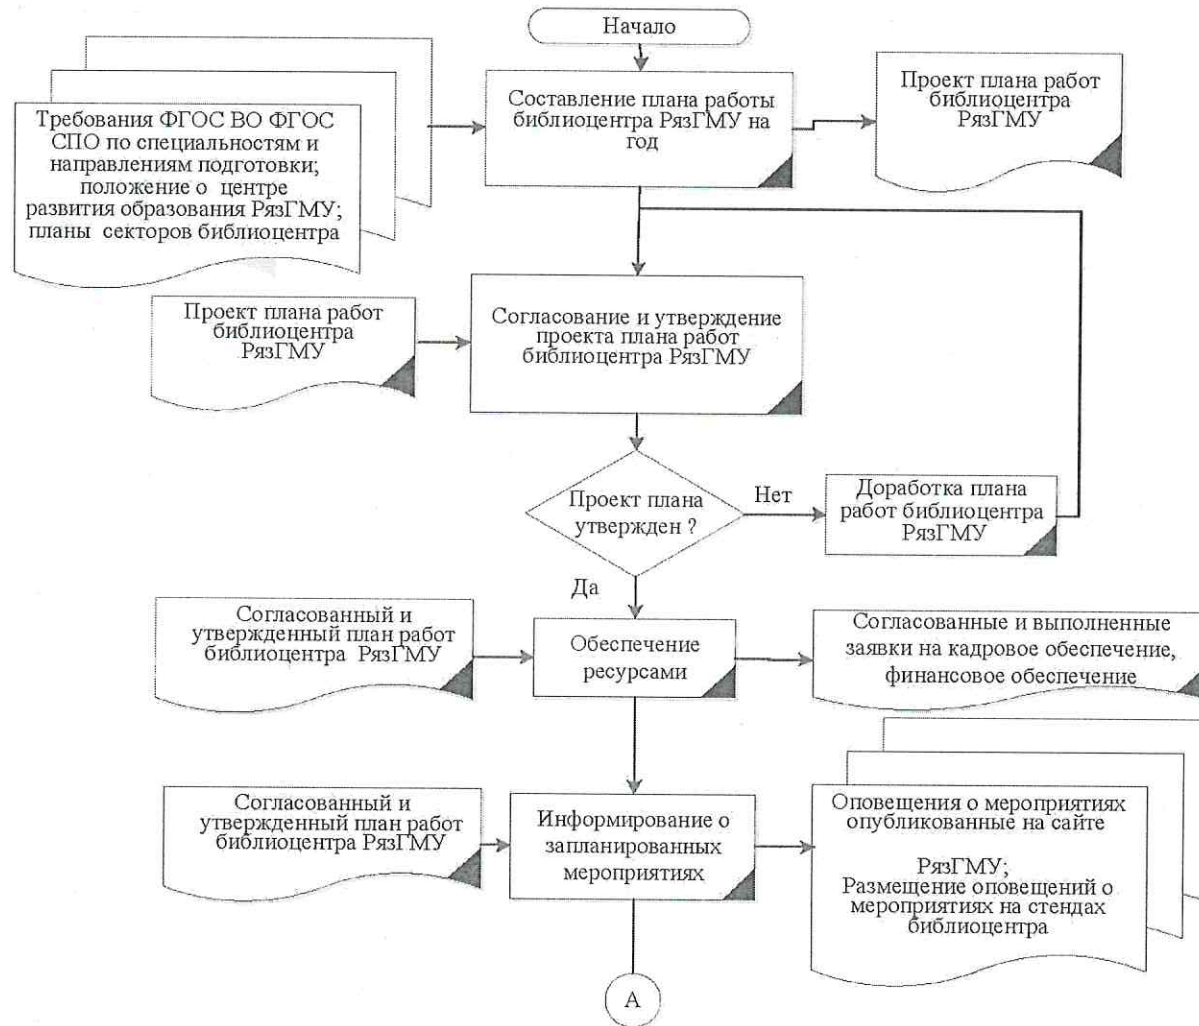 Начало
Требования ФГОС ВО ФГОС
СПО по специальностям и
направлениям подготовки;
положение о центре
развития образования РязГМУ;
планы секторов библиоцентра
Составление плана работы
библиоцентра РязГМУ на
год
Проект плана работ
библиоцентра
РязГМУ
Проект плана работ
библиоцентра
РязГМУ
Согласование и утверждение
проекта плана работ
библиоцентра РязГМУ
Проект плана
утвержден ?
Нет
Доработка плана
работ библиоцентра
РязГМУ
Да
Согласованный и
утвержденный план работ
библиоцентра РязГМУ
Обеспечение
ресурсами
Согласованные и выполненные
заявки на кадровое обеспечение,
финансовое обеспечение
Согласованный и
утвержденный план работ
библиоцентра РязГМУ
Информирование о
запланированных
мероприятиях
Оповещения о мероприятиях
опубликованные на сайте
РязГМУ;
Размещение оповещений о
мероприятиях на стендах
библиоцентра
А